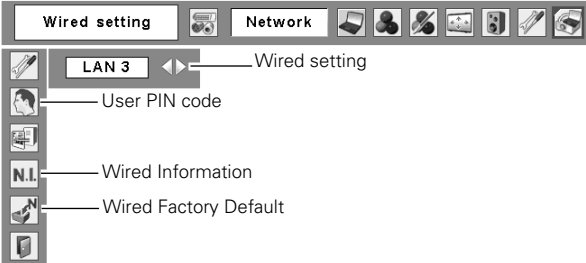 Wired setting
Network
LAN 3
Wired setting
User PIN code
N.I.
Wired Information
N
Wired Factory Default